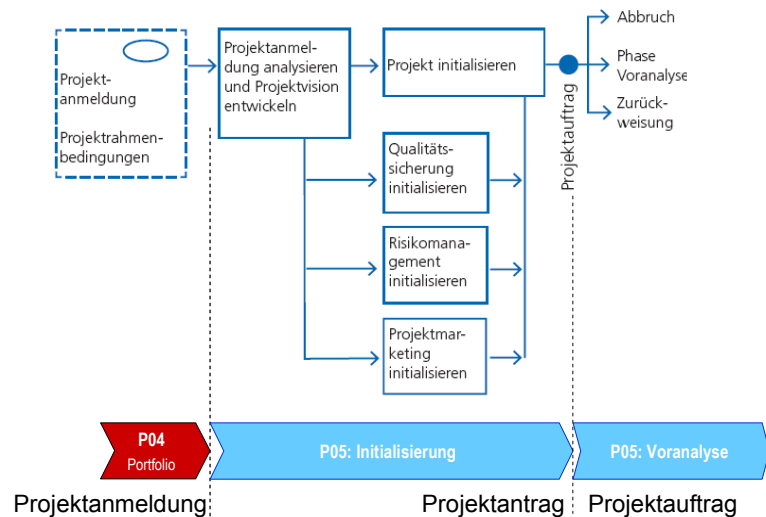 Projekt-
anmeldung
Projektrahmen-
bedingungen
Projektanmel-
dung analysieren
und Projektvision
entwickeln
Projekt initialisieren
Qualitäts-
sicherung
initialisieren
Risikomana-
gement
initialisieren
Projektmar-
keting
initialisieren
Projektauftrag
Abbruch
Phase
Voranalyse
Zurück-
weisung
P04
Portfolio
P05: Initialisierung
P05: Voranalyse
Projektanmeldung
Projektantrag
Projektauftrag